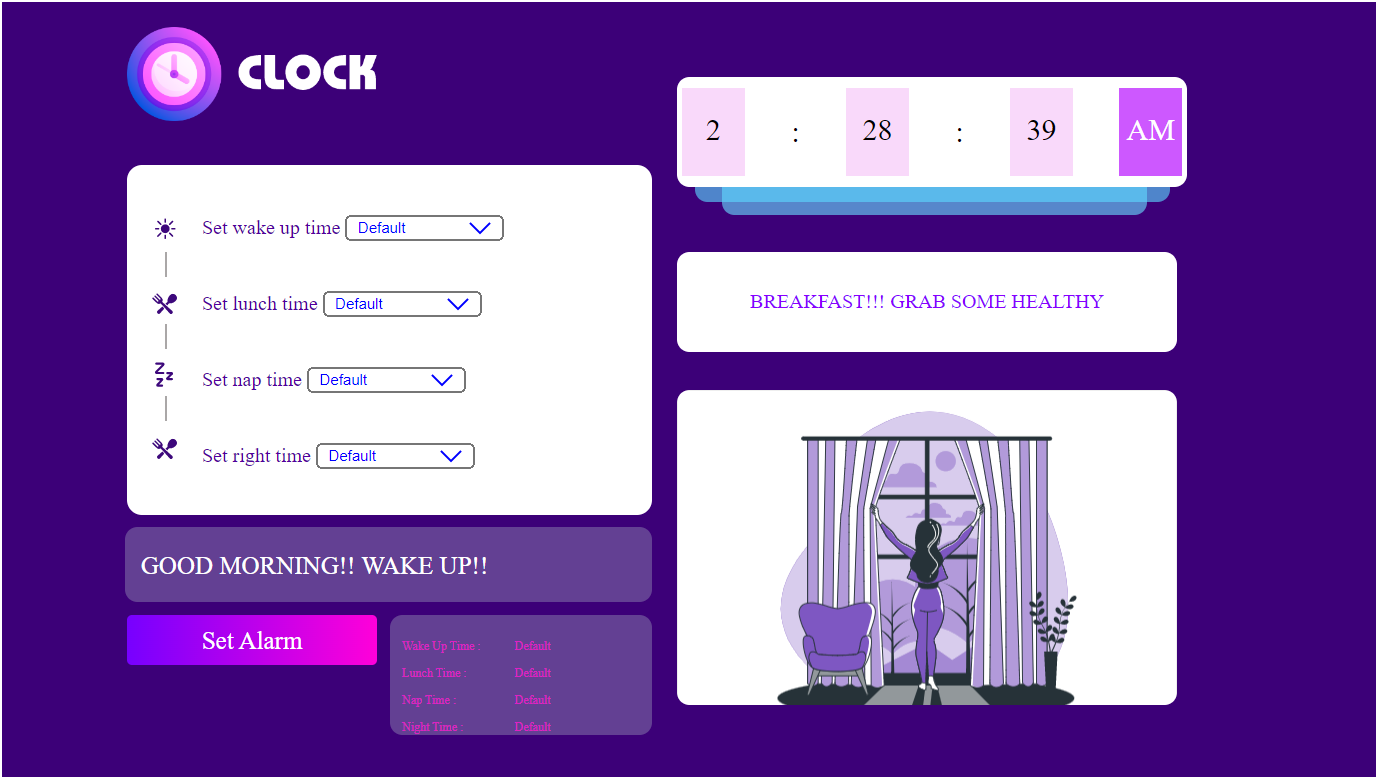 CLOCK
2 : 28 : 39 AM
Set wake up time Default
Set lunch time Default
Set nap time Default
Set right time Default
BREAKFAST!!! GRAB SOME HEALTHY
GOOD MORNING!! WAKE UP!!
Set Alarm
Wake Up Time : Default
Lunch Time : Default
Nap Time : Default
Night Time : Default